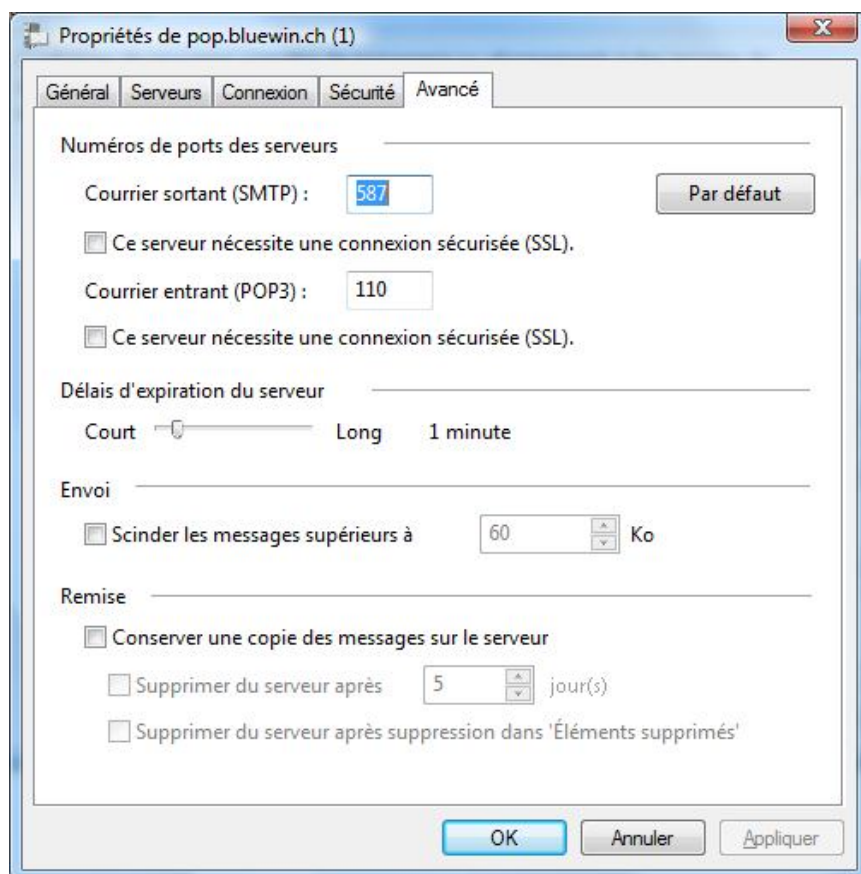 Propriétés de pop.bluewin.ch (1)
Général Serveurs Connexion Sécurité Avancé
Numéros de ports des serveurs
Courrier sortant (SMTP) : 587 Par défaut
Ce serveur nécessite une connexion sécurisée (SSL).
Courrier entrant (POP3) : 110
Ce serveur nécessite une connexion sécurisée (SSL).
Délais d'expiration du serveur
Court Long 1 minute
Envoi
Scinder les messages supérieurs à 60 Ko
Remise
Conserver une copie des messages sur le serveur
Supprimer du serveur après 5 jour(s)
Supprimer du serveur après suppression dans 'Éléments supprimés'
OK Annuler Appliquer